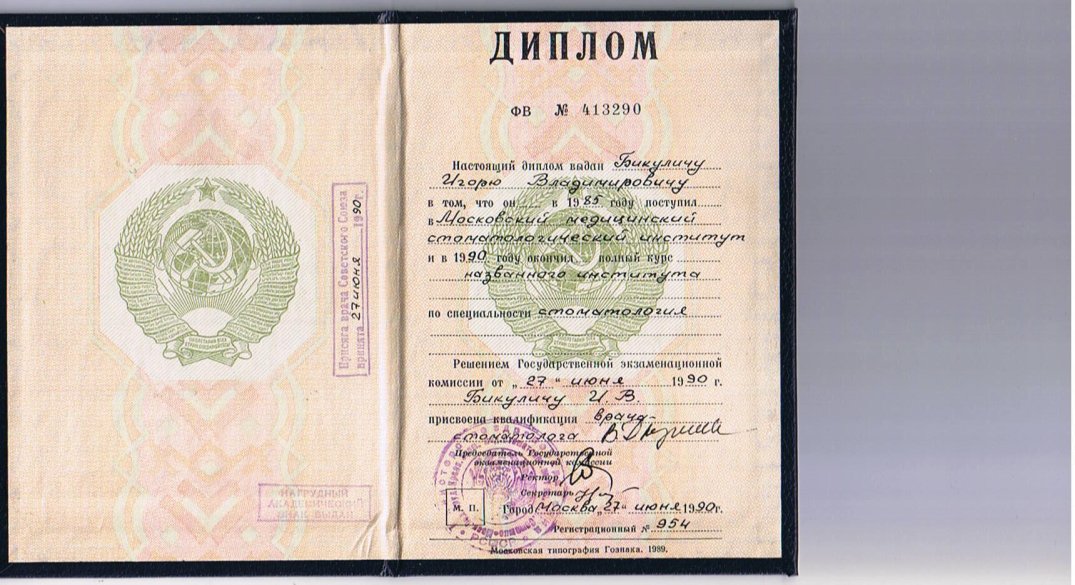 Присяга врача Советского Союза
принята 27 июня 1990 г.
НАГРУДНЫЙ
АКАДЕМИЧЕСКИЙ
ЗНАК ВЫДАН
ДИПЛОМ
ФВ № 413290
Настоящий диплом выдан Бикуличу
Игорю Владимировичу
в том, что он в 1985 году поступил
в Московский медицинский
стоматологический институт
и в 1990 году окончил полный курс
названного института
по специальности стоматология
Решением Государственной экзаменационной
комиссии от „27“ июня 1990 г.
Бикуличу И. В.
присвоена квалификация врача-
стоматолога
Председатель Государственной
экзаменационной комиссии
Ректор
Секретарь
М. П.
Город Москва „27“ июня 1990 г.
Регистрационный № 954
Московская типография Гознака. 1989.